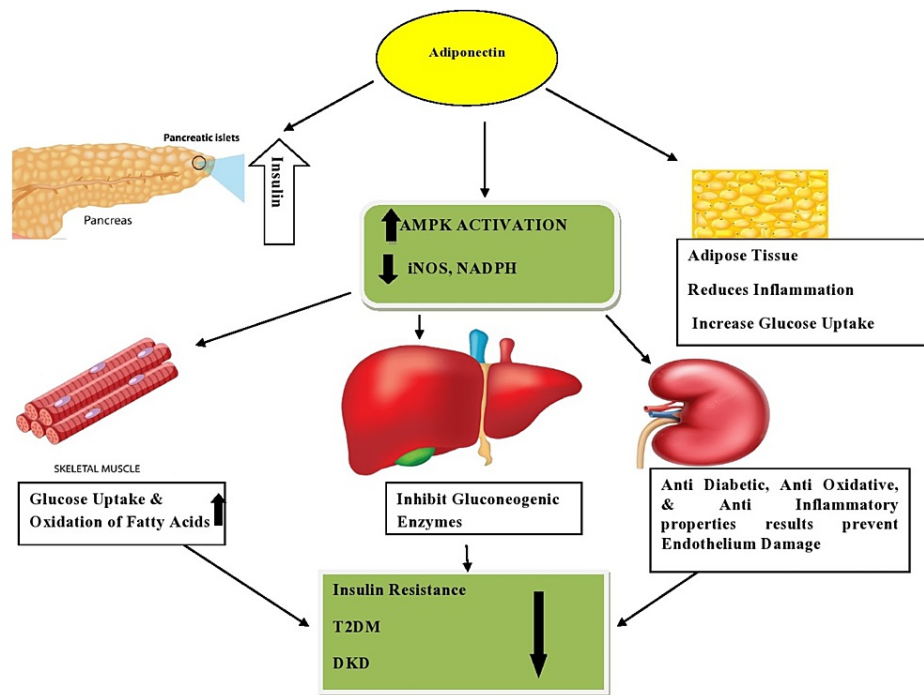 Adiponectin
Pancreatic islets
Insulin
Pancreas
AMPK ACTIVATION
iNOS, NADPH
Adipose Tissue
Reduces Inflammation
Increase Glucose Uptake
SKELETAL MUSCLE
Glucose Uptake &
Oxidation of Fatty Acids
Inhibit Gluconeogenic
Enzymes
Anti Diabetic, Anti Oxidative,
& Anti Inflammatory
properties results prevent
Endothelium Damage
Insulin Resistance
T2DM
DKD